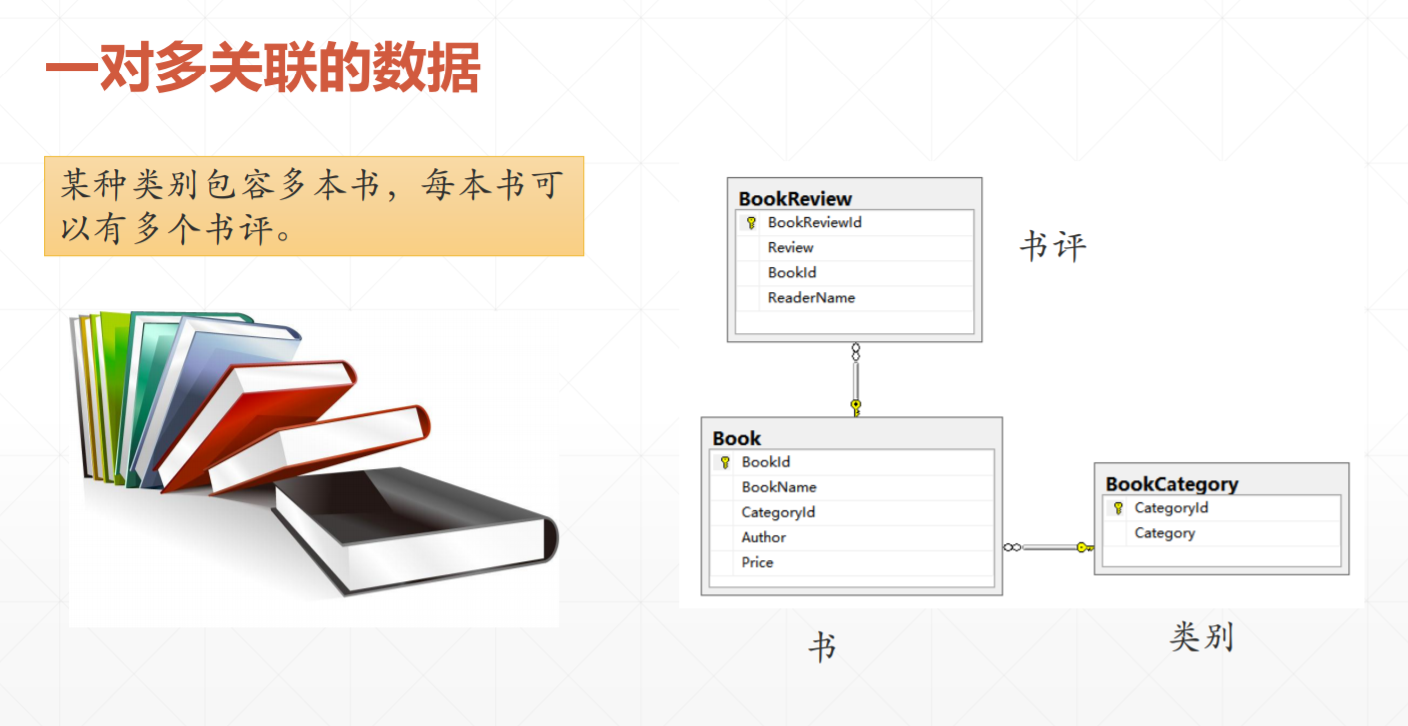 一对多关联的数据
某种类别包容多本书，每本书可
以有多个书评。
BookReview
BookReviewId
Review
BookId
ReaderName
书评
Book
BookId
BookName
CategoryId
Author
Price
书
BookCategory
CategoryId
Category
类别